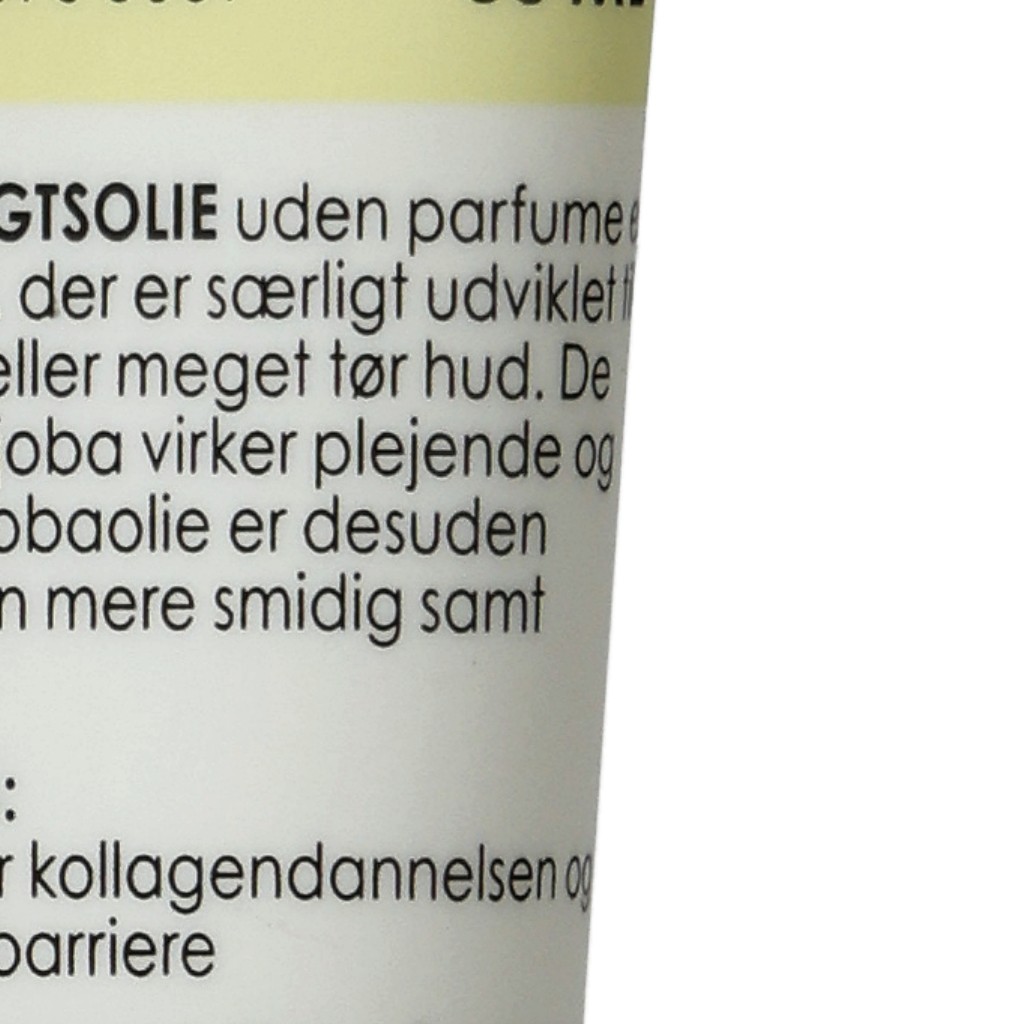 GTSOLIE uden parfume
der er særligt udviklet
eller meget tør hud. De
joba virker plejende og
obaolie er desuden
n mere smidig samt
:
r kollagendannelsen og
barriere